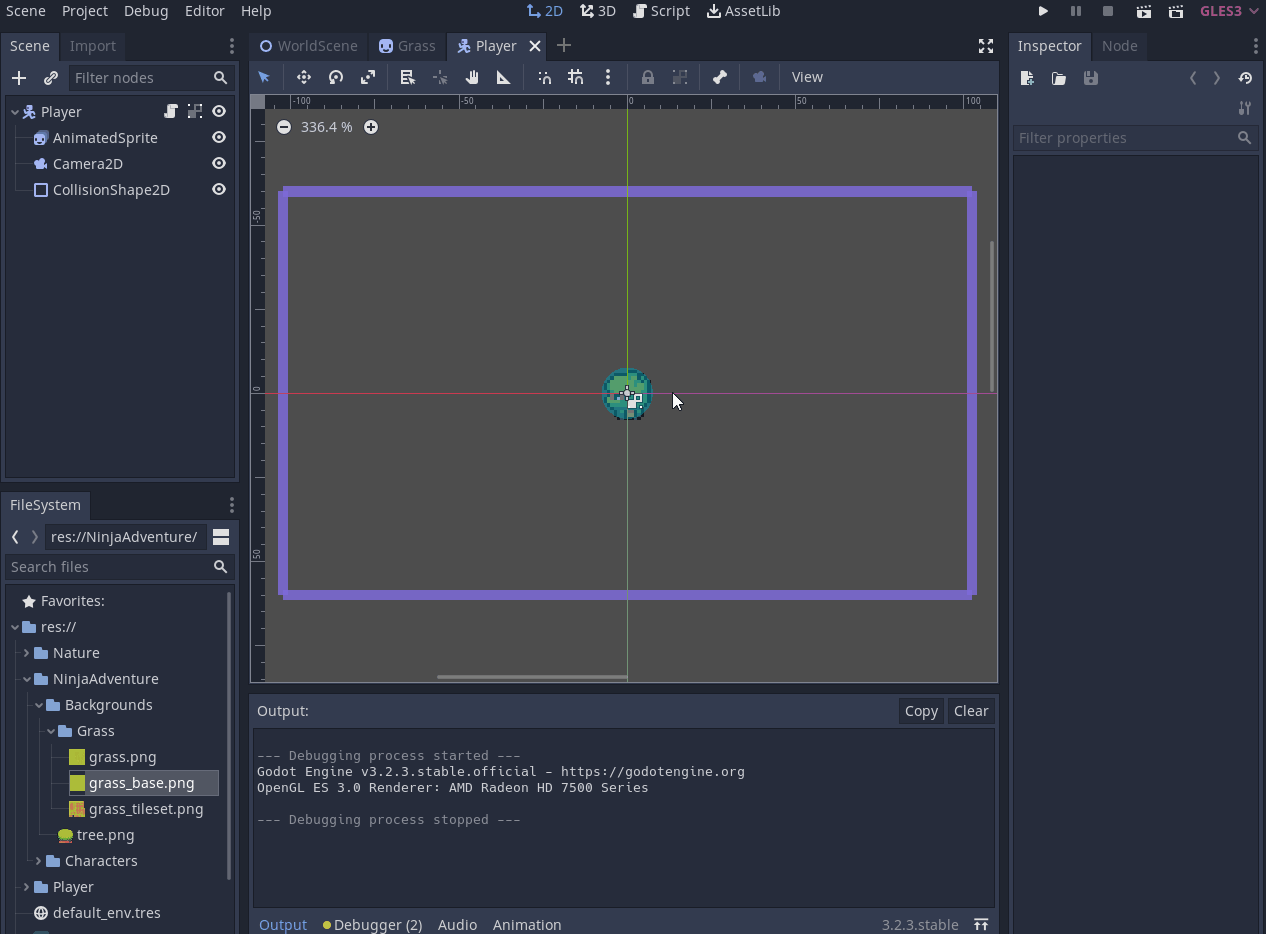 Scene Project Debug Editor Help
2D 3D Script AssetLib
GLES3
Scene Import
Filter nodes
Player
AnimatedSprite
Camera2D
CollisionShape2D
FileSystem
res://NinjaAdventure/
Search files
Favorites:
res://
Nature
NinjaAdventure
Backgrounds
Grass
grass.png
grass_base.png
grass_tileset.png
tree.png
Characters
Player
default_env.tres
WorldScene Grass Player
View
-100 -50 0 50 100
336.4 %
-50
0
50
Output:
Copy Clear
--- Debugging process started ---
Godot Engine v3.2.3.stable.official - https://godotengine.org
OpenGL ES 3.0 Renderer: AMD Radeon HD 7500 Series
--- Debugging process stopped ---
Output Debugger (2) Audio Animation
3.2.3.stable
Inspector Node
Filter properties